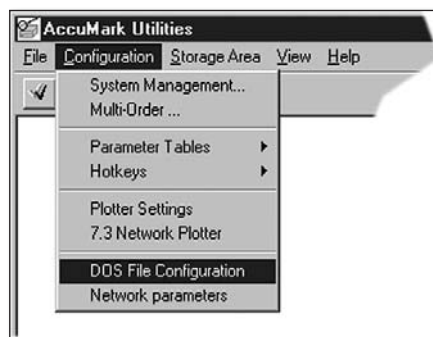 AccuMark Utilities
File Configuration Storage Area View Help
System Management...
Multi-Order ...
Parameter Tables
Hotkeys
Plotter Settings
7.3 Network Plotter
DOS File Configuration
Network parameters